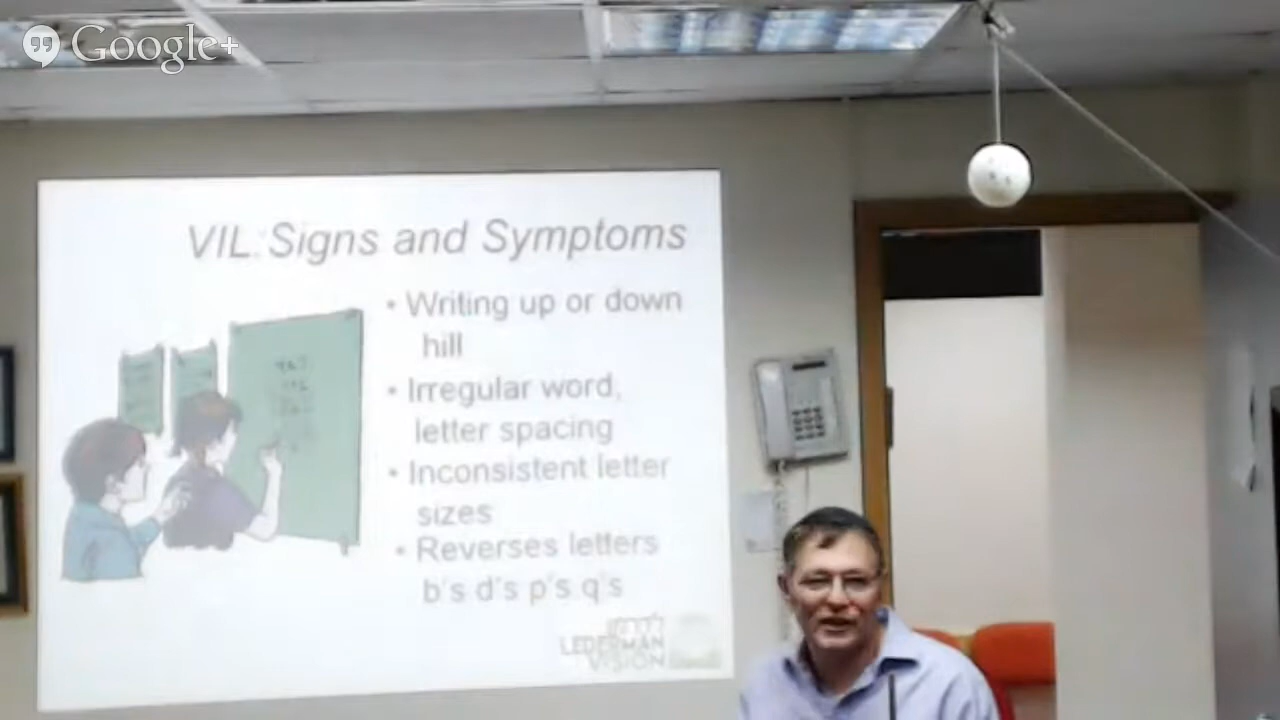 Google+
VIL: Signs and Symptoms
• Writing up or down
hill
• Irregular word,
letter spacing
• Inconsistent letter
sizes
• Reverses letters
b's d's p's q's
LEDERMAN
VISION